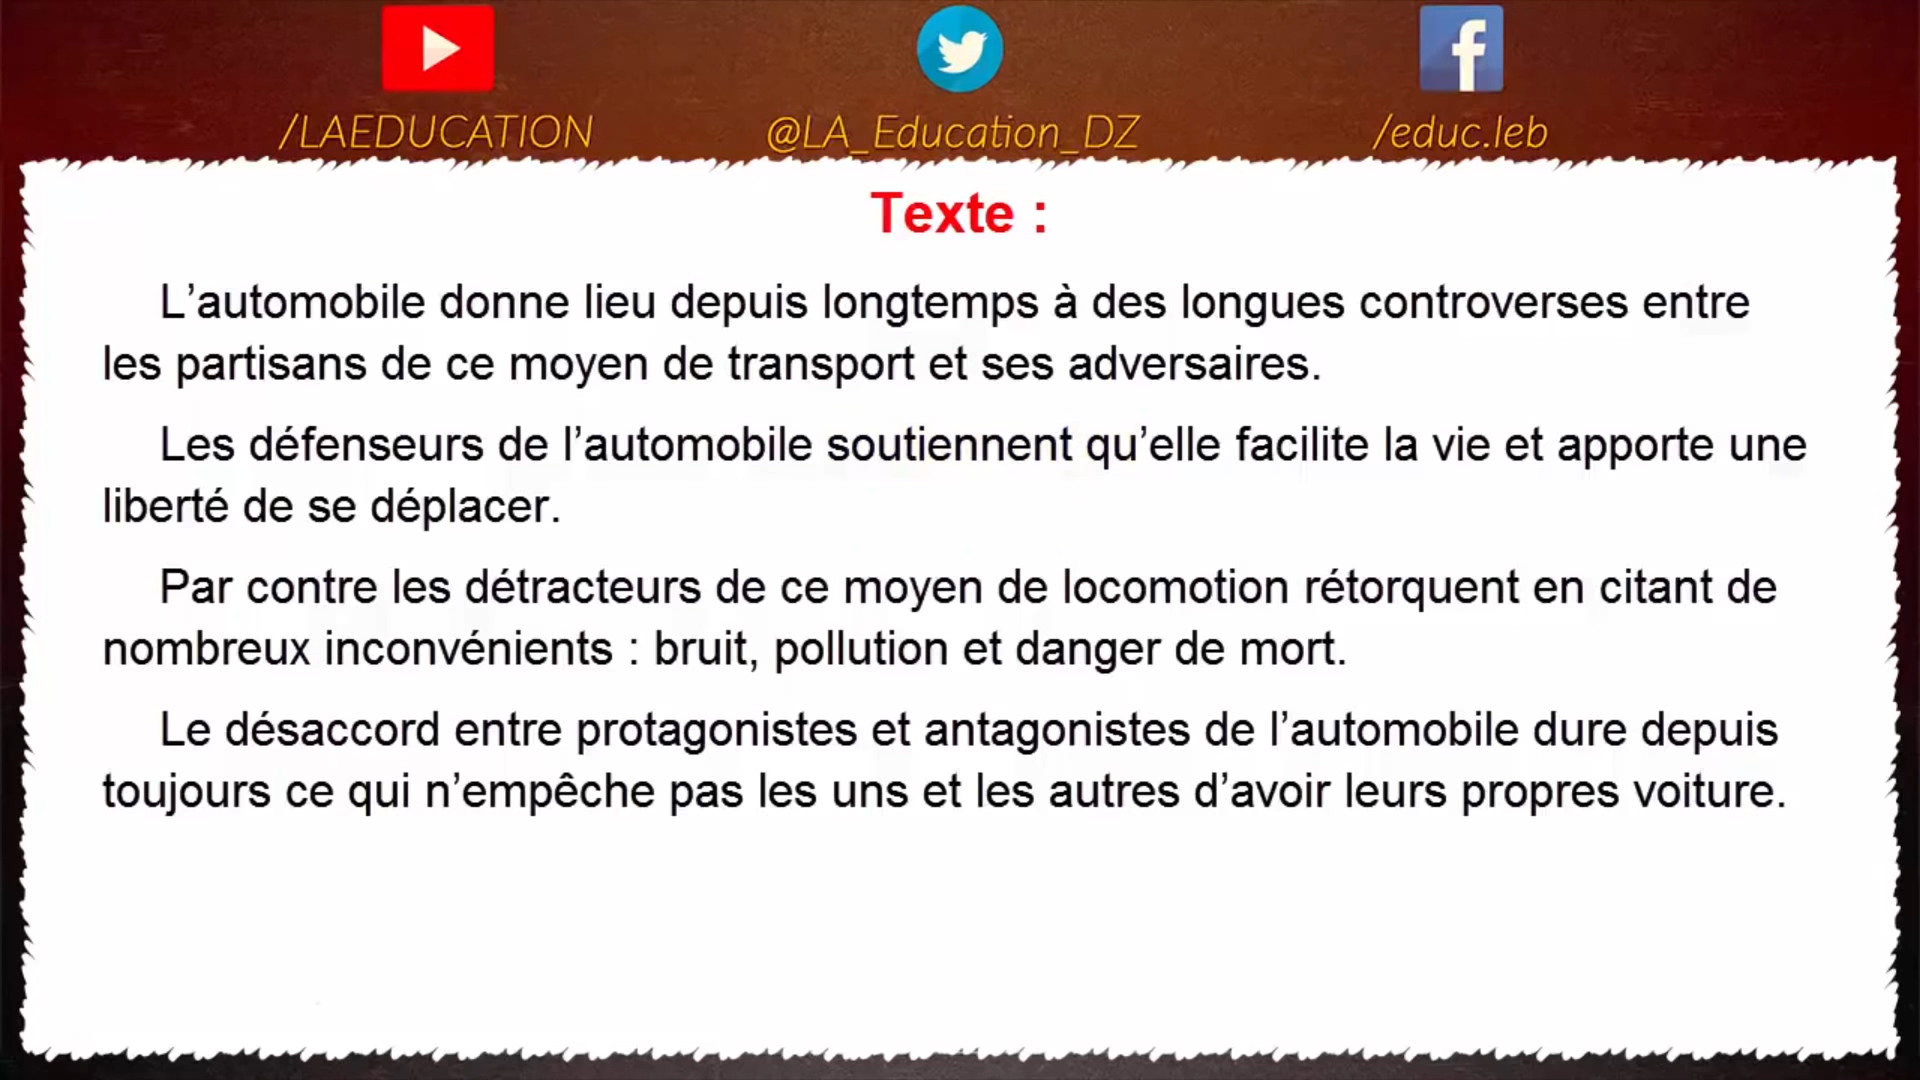 /LAEDUCATION
@LA_Education_DZ
/educ.leb
Texte :
L’automobile donne lieu depuis longtemps à des longues controverses entre
les partisans de ce moyen de transport et ses adversaires.
Les défenseurs de l’automobile soutiennent qu’elle facilite la vie et apporte une
liberté de se déplacer.
Par contre les détracteurs de ce moyen de locomotion rétorquent en citant de
nombreux inconvénients : bruit, pollution et danger de mort.
Le désaccord entre protagonistes et antagonistes de l’automobile dure depuis
toujours ce qui n’empêche pas les uns et les autres d’avoir leurs propres voiture.